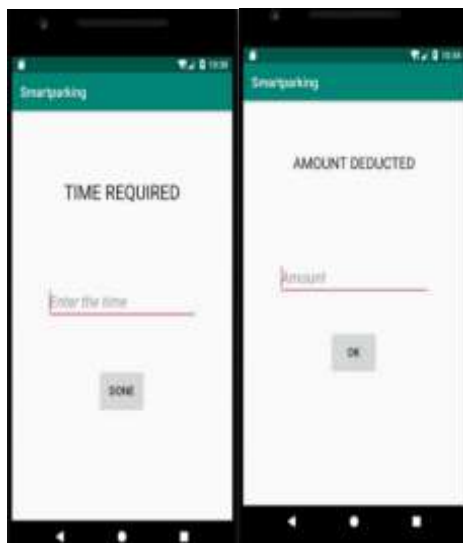 Smartparking
TIME REQUIRED
Enter the time
DONE
Smartparking
AMOUNT DEDUCTED
Amount
OK